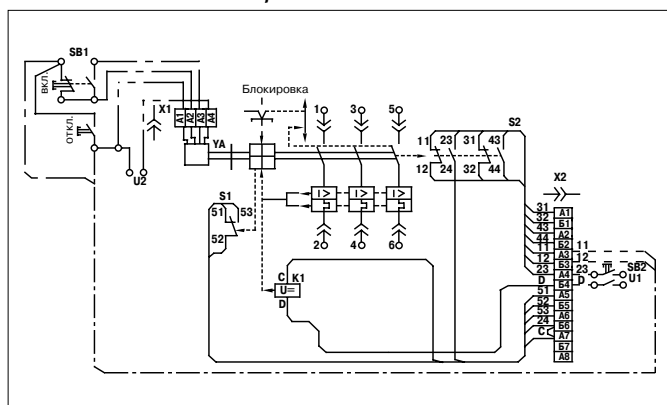 SB1
ВКЛ.
ОТКЛ.
X1
A1
A2
A3
A4
YA
U2
Блокировка
1
3
5
I>
I>
I>
2
4
6
S1
51
53
52
C
K1
U=
D
S2
11
23
31
43
12
24
32
44
X2
31
32
43
44
11
12
23
D
51
52
53
24
C
A1
Б1
A2
Б2
A3
Б3
A4
Б4
A5
Б5
A6
Б6
A7
Б7
A8
11
12
23
D
SB2
U1